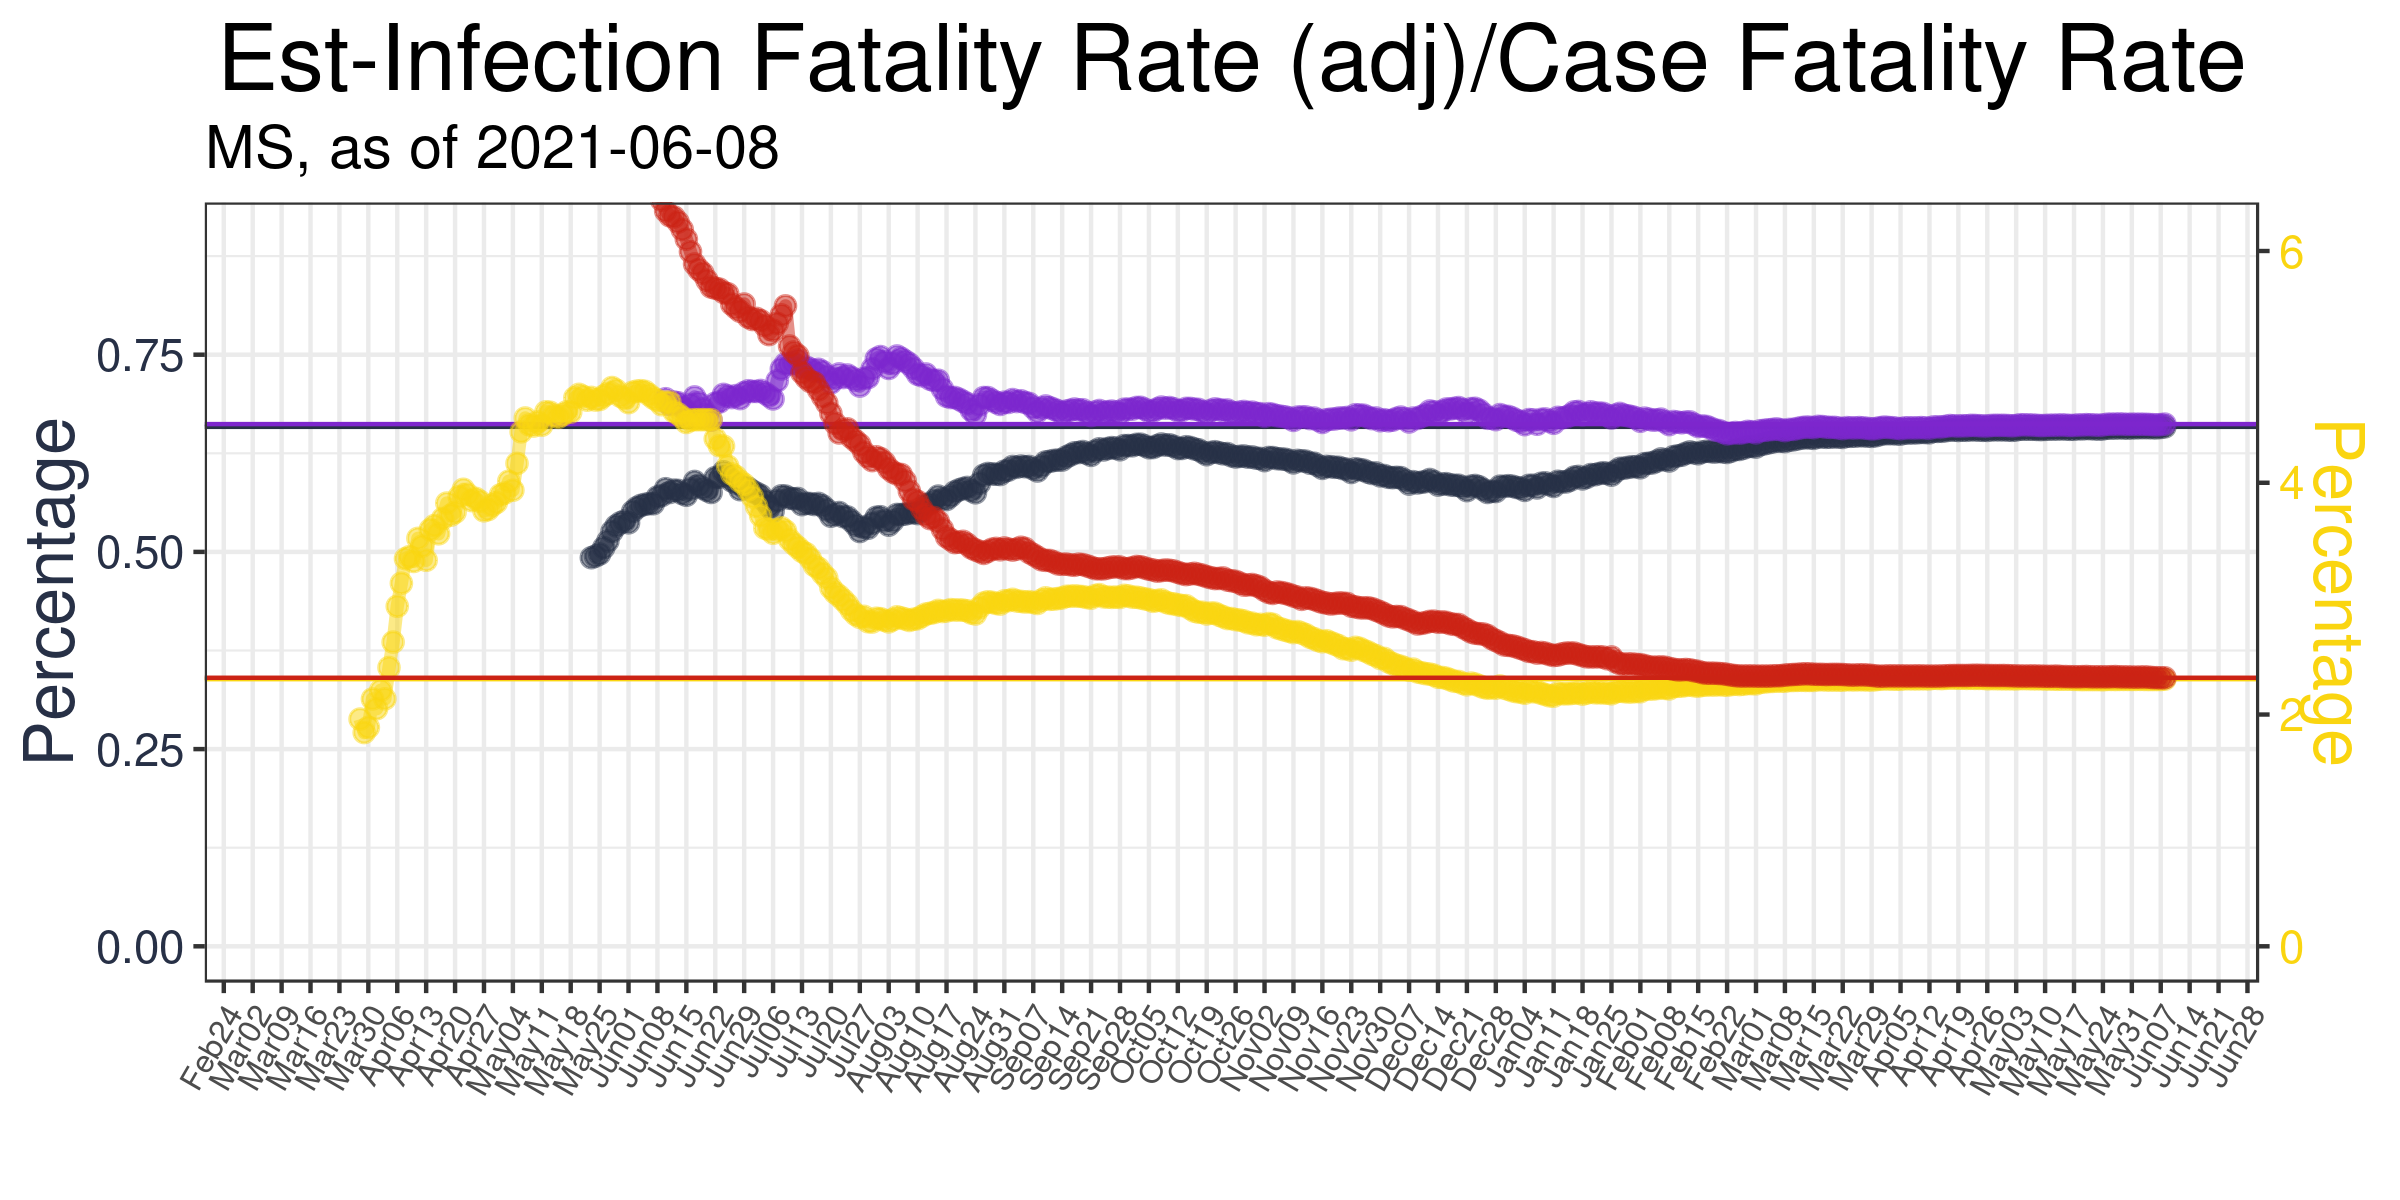 Est-Infection Fatality Rate (adj)/Case Fatality Rate
MS, as of 2021-06-08
Percentage
0.75
0.50
0.25
0.00
6
4
2
0
Percentage
Feb24
Mar02
Mar09
Mar16
Mar23
Mar30
Apr06
Apr13
Apr20
Apr27
May04
May11
May18
May25
Jun01
Jun08
Jun15
Jun22
Jun29
Jul06
Jul13
Jul20
Jul27
Aug03
Aug10
Aug17
Aug24
Aug31
Sep07
Sep14
Sep21
Sep28
Oct05
Oct12
Oct19
Oct26
Nov02
Nov09
Nov16
Nov23
Nov30
Dec07
Dec14
Dec21
Dec28
Jan04
Jan11
Jan18
Jan25
Feb01
Feb08
Feb15
Feb22
Mar01
Mar08
Mar15
Mar22
Mar29
Apr05
Apr12
Apr19
Apr26
May03
May10
May17
May24
May31
Jun07
Jun14
Jun21
Jun28